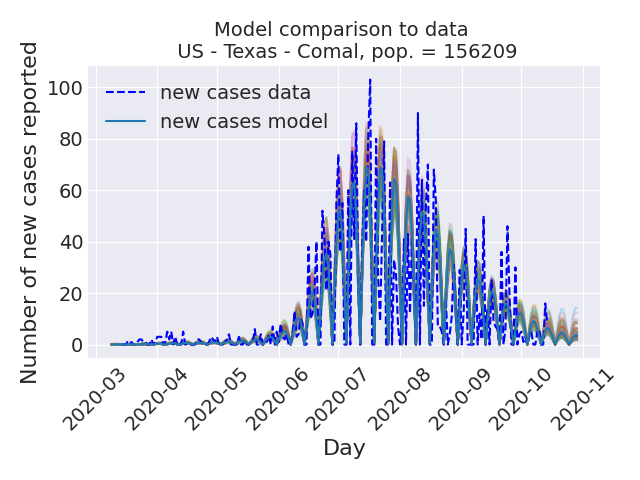 Model comparison to data
US - Texas - Comal, pop. = 156209
Number of new cases reported
100
80
60
40
20
0
new cases data
new cases model
2020-03
2020-04
2020-05
2020-06
2020-07
2020-08
2020-09
2020-10
2020-11
Day